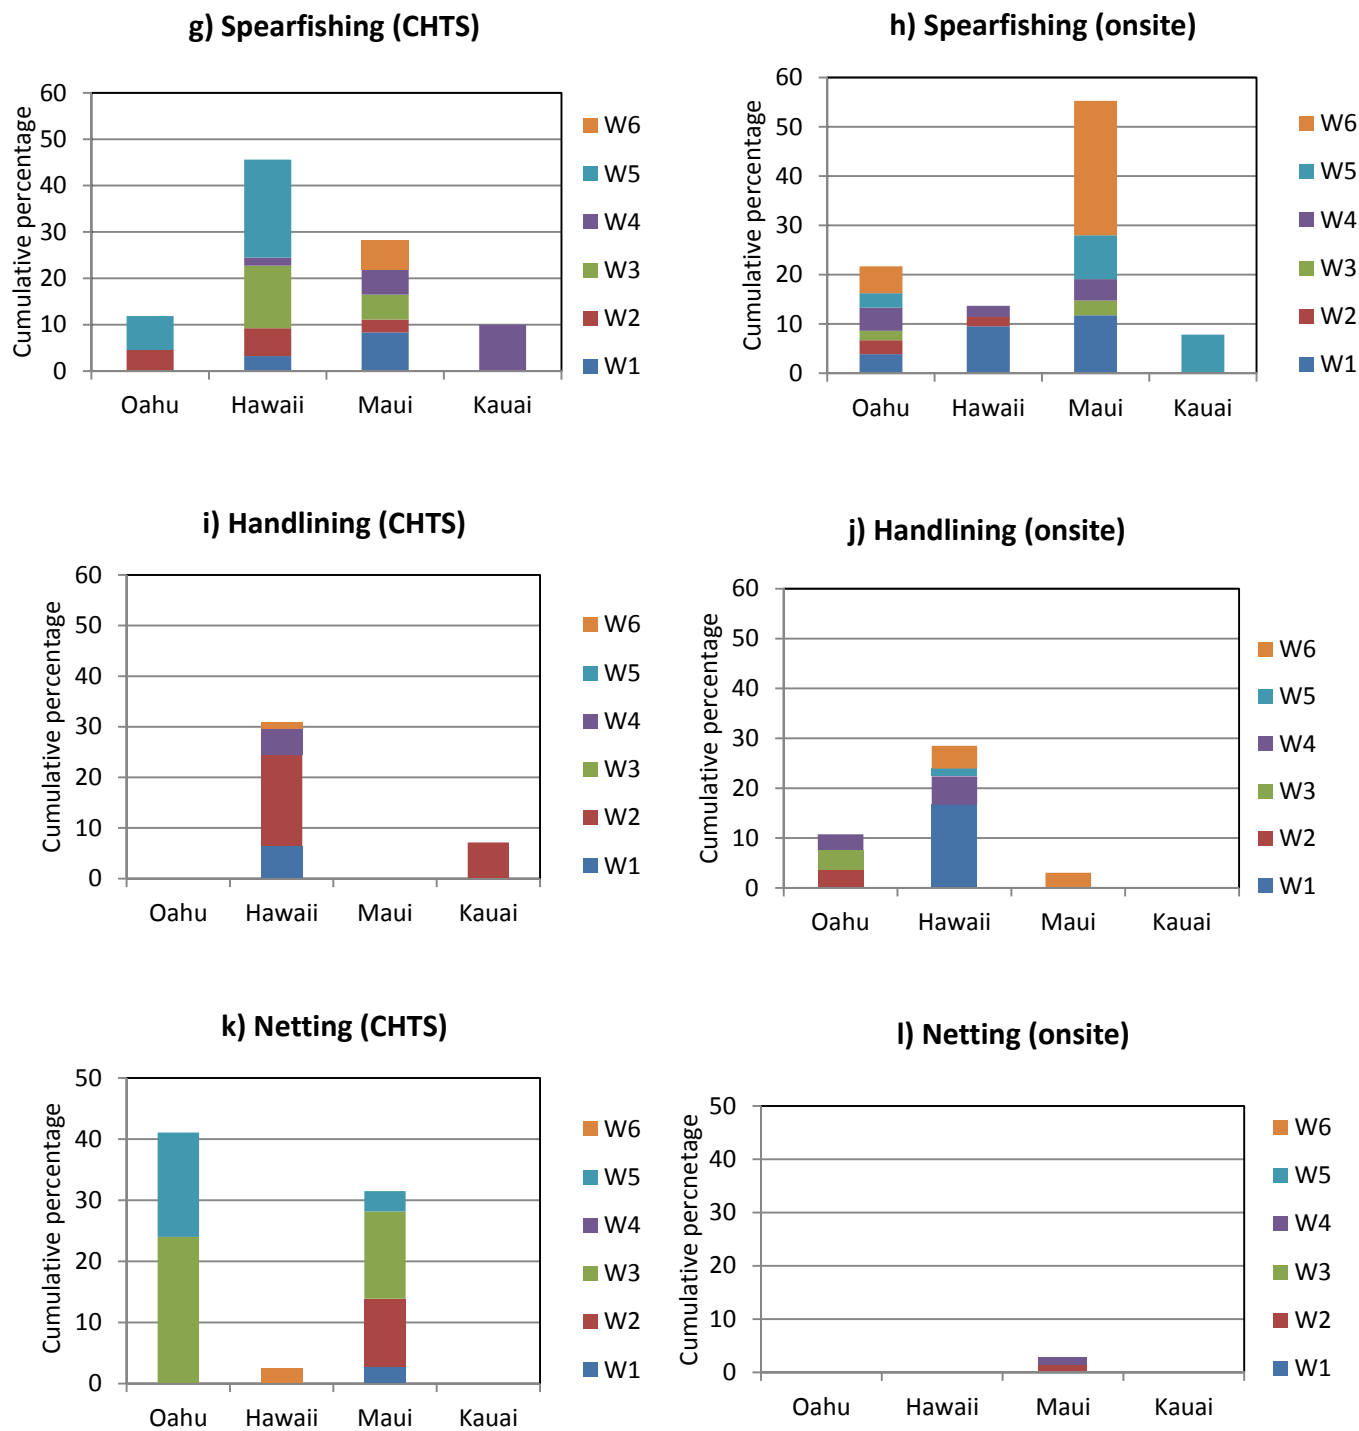 g) Spearfishing (CHTS)
Cumulative percentage
60
50
40
30
20
10
0
Oahu Hawaii Maui Kauai
W6
W5
W4
W3
W2
W1
h) Spearfishing (onsite)
Cumulative percentage
60
50
40
30
20
10
0
Oahu Hawaii Maui Kauai
W6
W5
W4
W3
W2
W1
i) Handlining (CHTS)
Cumulative percentage
60
50
40
30
20
10
0
Oahu Hawaii Maui Kauai
W6
W5
W4
W3
W2
W1
j) Handlining (onsite)
Cumulative percentage
60
50
40
30
20
10
0
Oahu Hawaii Maui Kauai
W6
W5
W4
W3
W2
W1
k) Netting (CHTS)
Cumulative percentage
50
40
30
20
10
0
Oahu Hawaii Maui Kauai
W6
W5
W4
W3
W2
W1
l) Netting (onsite)
Cumulative percnetage
50
40
30
20
10
0
Oahu Hawaii Maui Kauai
W6
W5
W4
W3
W2
W1